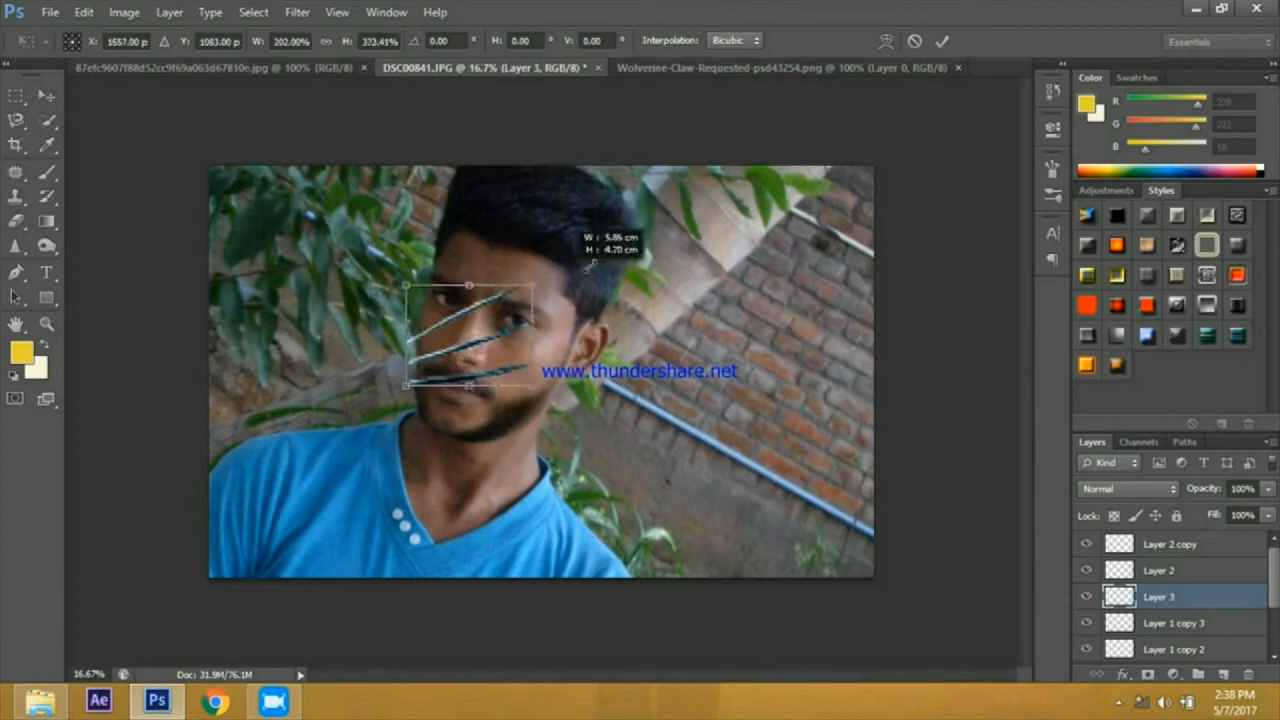 Ps File Edit Image Layer Type Select Filter View Window Help
X: 1557.00 p Y: 1083.00 p W: 202.00% H: 373.41% 0.00 ° H: 0.00 ° V: 0.00 ° Interpolation: Bicubic Essentials
87efc9607f88d52cc9f69a063d67810e.jpg @ 100% (RGB/8) × DSC00841.JPG @ 16.7% (Layer 3, RGB/8) * × Wolverine-Claw-Requested-psd43254.png @ 100% (Layer 0, RGB/8) ×
Color Swatches
R 228
G 222
B 58
Adjustments Styles
W: 5.86 cm
H: 4.20 cm
www.thundershare.net
Layers Channels Paths
Kind
Normal Opacity: 100%
Lock: Fill: 100%
Layer 2 copy
Layer 2
Layer 3
Layer 1 copy 3
Layer 1 copy 2
16.67% Doc: 31.9M/76.1M
Ae Ps
2:38 PM
5/7/2017